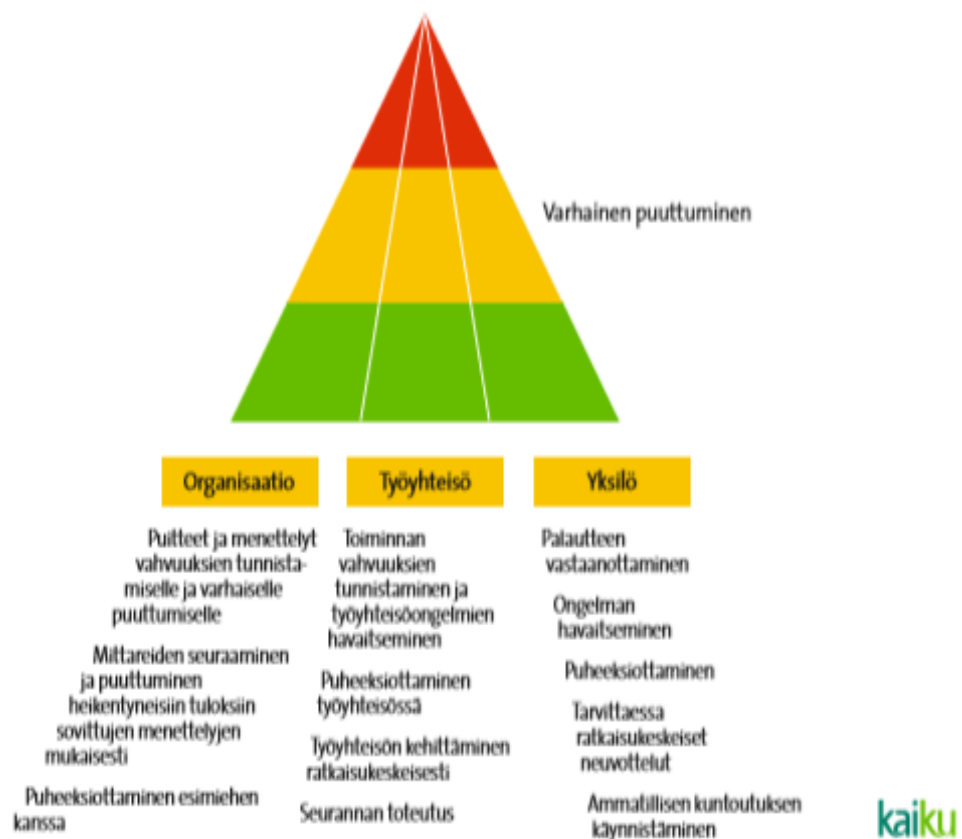 Varhainen puuttuminen
Organisaatio
Puitteet ja menettelyt
vahvuuksien tunnista-
miselle ja varhaiselle
puuttumiselle
Mittareiden seuraaminen
ja puuttuminen
heikentyneisiin tuloksiin
sovittujen menettelyjen
mukaisesti
Puheeksiottaminen esimiehen
kanssa
Työyhteisö
Toiminnan
vahvuuksien
tunnistaminen ja
työyhteisöongelmien
havaitseminen
Puheeksiottaminen
työyhteisössä
Työyhteisön kehittäminen
ratkaisukeskeisesti
Seurannan toteutus
Yksilö
Palautteen
vastaanottaminen
Ongelman
havaitseminen
Puheeksiottaminen
Tarvittaessa
ratkaisukeskeiset
neuvottelut
Ammatillisen kuntoutuksen
käynnistäminen
kaiku